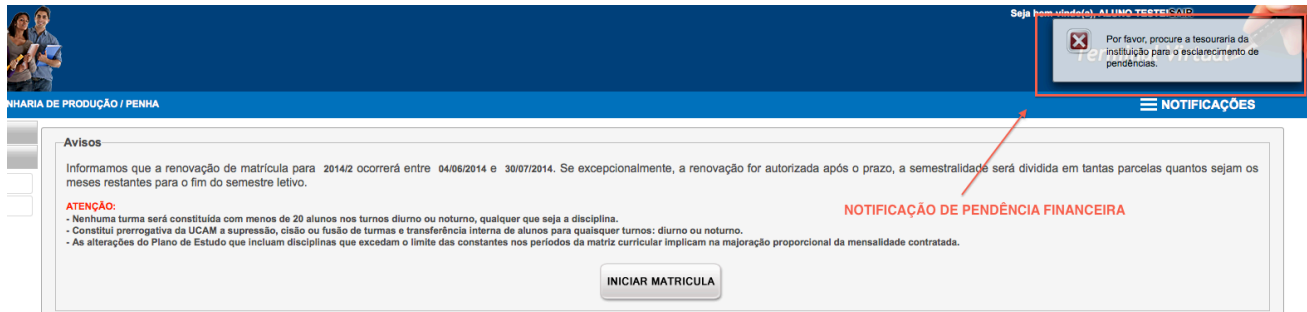 Seja bem-vindo(a), ALUNO TESTE!SAIR
Por favor, procure a tesouraria da
instituição para o esclarecimento de
pendências.
Terminal Virtual
NHARIA DE PRODUÇÃO / PENHA
NOTIFICAÇÕES
Avisos
Informamos que a renovação de matrícula para 2014/2 ocorrerá entre 04/06/2014 e 30/07/2014. Se excepcionalmente, a renovação for autorizada após o prazo, a semestralidade será dividida em tantas parcelas quantos sejam os
meses restantes para o fim do semestre letivo.
ATENÇÃO:
- Nenhuma turma será constituída com menos de 20 alunos nos turnos diurno ou noturno, qualquer que seja a disciplina.
- Constitui prerrogativa da UCAM a supressão, cisão ou fusão de turmas e transferência interna de alunos para quaisquer turnos: diurno ou noturno.
- As alterações do Plano de Estudo que incluam disciplinas que excedam o limite das constantes nos períodos da matriz curricular implicam na majoração proporcional da mensalidade contratada.
NOTIFICAÇÃO DE PENDÊNCIA FINANCEIRA
INICIAR MATRICULA